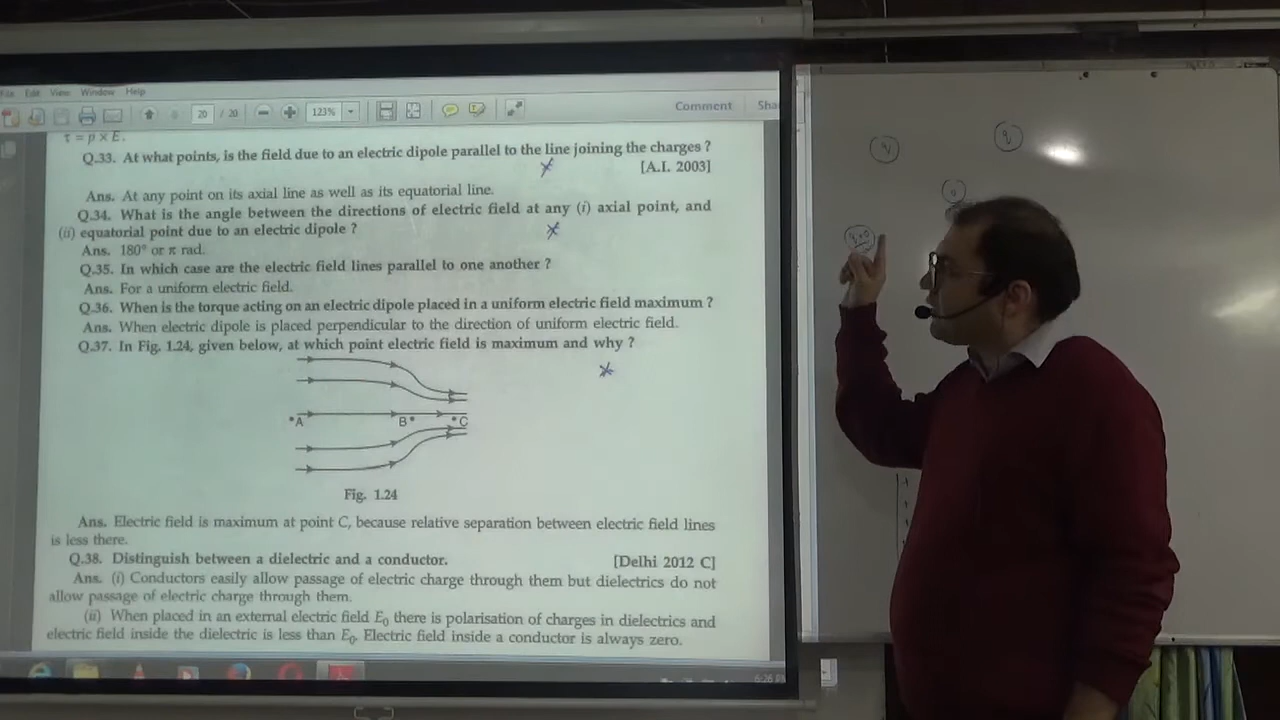 File Edit View Window Help
20 / 20
123%
Comment
Sha
τ = p × E.
Q.33. At what points, is the field due to an electric dipole parallel to the line joining the charges ?
[A.I. 2003]
Ans. At any point on its axial line as well as its equatorial line.
Q.34. What is the angle between the directions of electric field at any (i) axial point, and
(ii) equatorial point due to an electric dipole ?
Ans. 180° or π rad.
Q.35. In which case are the electric field lines parallel to one another ?
Ans. For a uniform electric field.
Q.36. When is the torque acting on an electric dipole placed in a uniform electric field maximum ?
Ans. When electric dipole is placed perpendicular to the direction of uniform electric field.
Q.37. In Fig. 1.24, given below, at which point electric field is maximum and why ?
A B C
Fig. 1.24
Ans. Electric field is maximum at point C, because relative separation between electric field lines
is less there.
Q.38. Distinguish between a dielectric and a conductor. [Delhi 2012 C]
Ans. (i) Conductors easily allow passage of electric charge through them but dielectrics do not
allow passage of electric charge through them.
(ii) When placed in an external electric field E₀ there is polarisation of charges in dielectrics and
electric field inside the dielectric is less than E₀. Electric field inside a conductor is always zero.
6:26